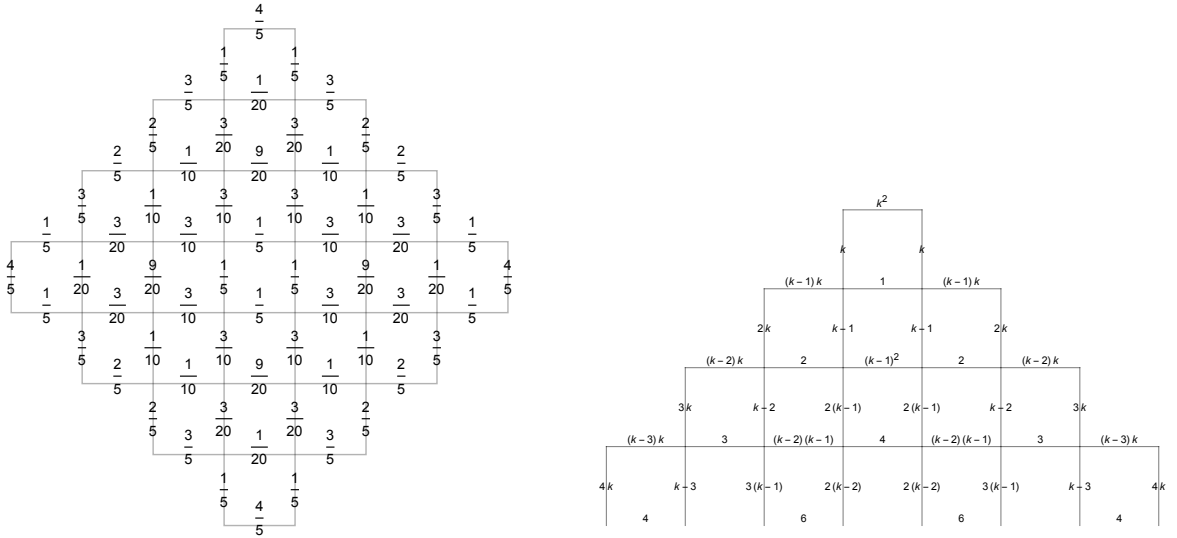 4/5
1/5 1/5
3/5 1/20 3/5
2/5 3/20 3/20 2/5
2/5 1/10 9/20 1/10 2/5
3/5 1/10 3/10 3/10 1/10 3/5
1/5 3/20 3/10 1/5 3/10 3/20 1/5
4/5 1/20 9/20 1/5 1/5 9/20 1/20 4/5
1/5 3/20 3/10 1/5 3/10 3/20 1/5
3/5 1/10 3/10 3/10 1/10 3/5
2/5 1/10 9/20 1/10 2/5
2/5 3/20 3/20 2/5
3/5 1/20 3/5
1/5 1/5
4/5
k²
k k
(k−1) k 1 (k−1) k
2 k k−1 k−1 2 k
(k−2) k 2 (k−1)² 2 (k−2) k
3 k k−2 2 (k−1) 2 (k−1) k−2 3 k
(k−3) k 3 (k−2) (k−1) 4 (k−2) (k−1) 3 (k−3) k
4 k k−3 3 (k−1) 2 (k−2) 2 (k−2) 3 (k−1) k−3 4 k
4 6 6 4